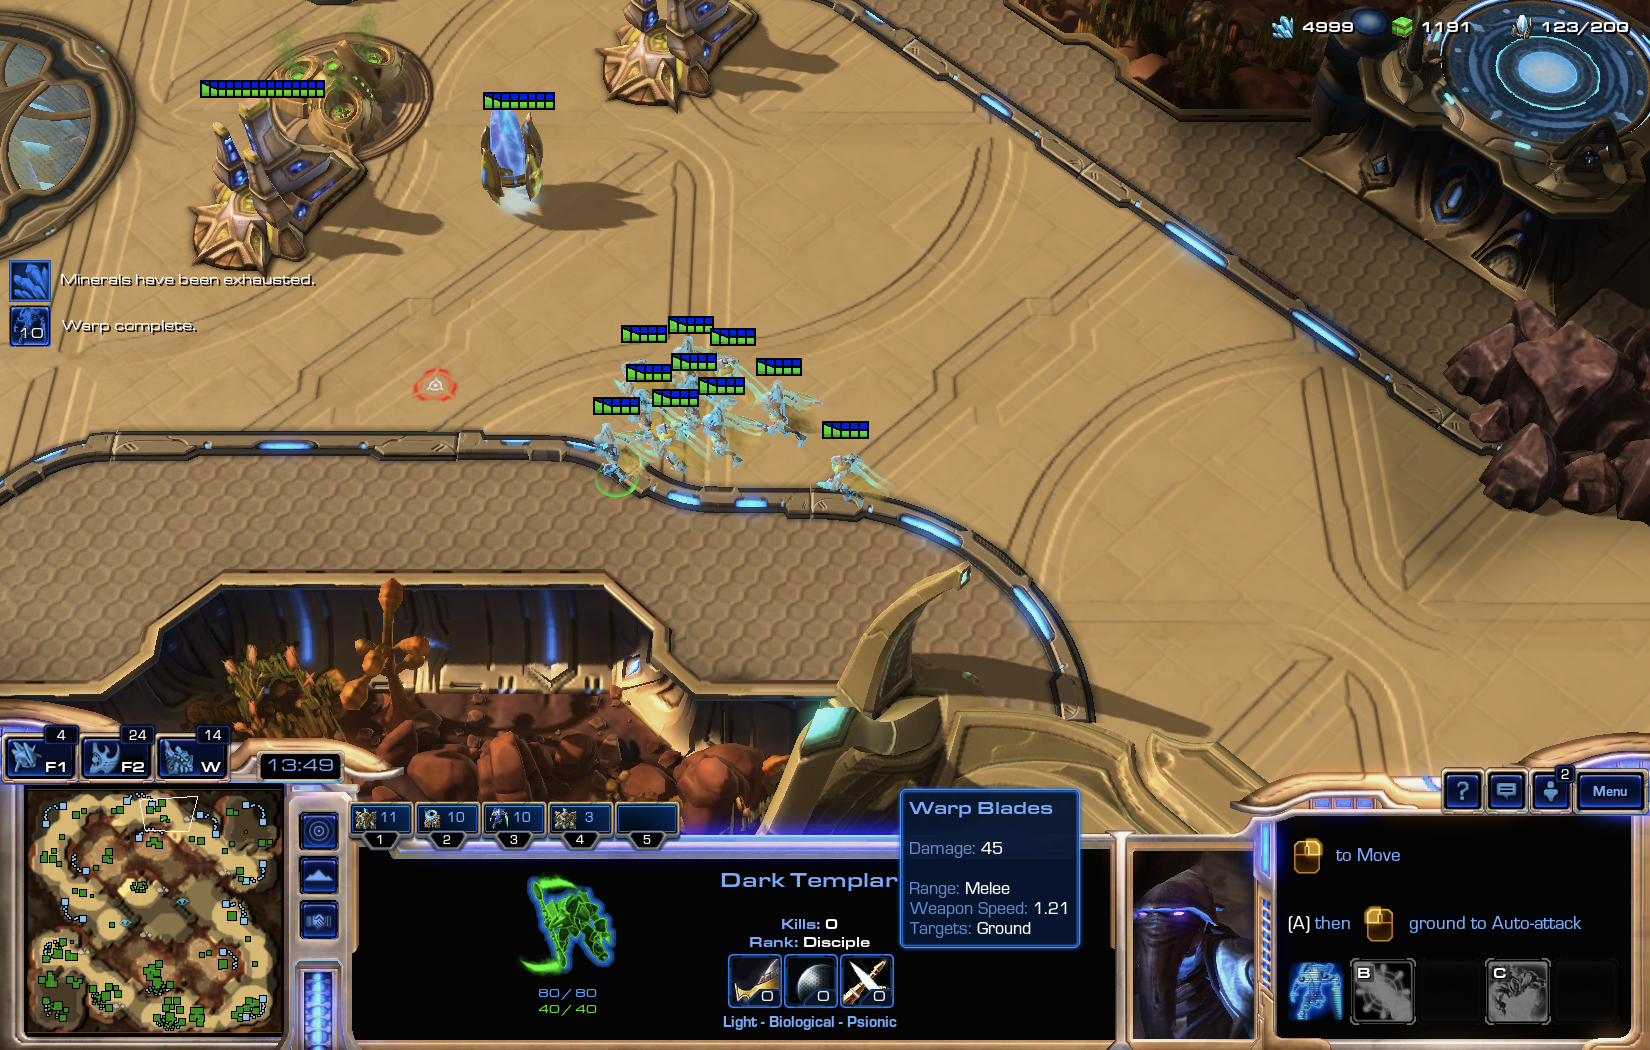 4999 1191 123/200
Minerals have been exhausted.
10 Warp complete.
4 24 14
F1 F2 W
13:49
11 10 10 3
1 2 3 4 5
Warp Blades
Damage: 45
Range: Melee
Weapon Speed: 1.21
Targets: Ground
Dark Templar
Kills: 0
Rank: Disciple
0 0 0
80/80
40/40
Light - Biological - Psionic
? 2 Menu
to Move
(A) then ground to Auto-attack
B C